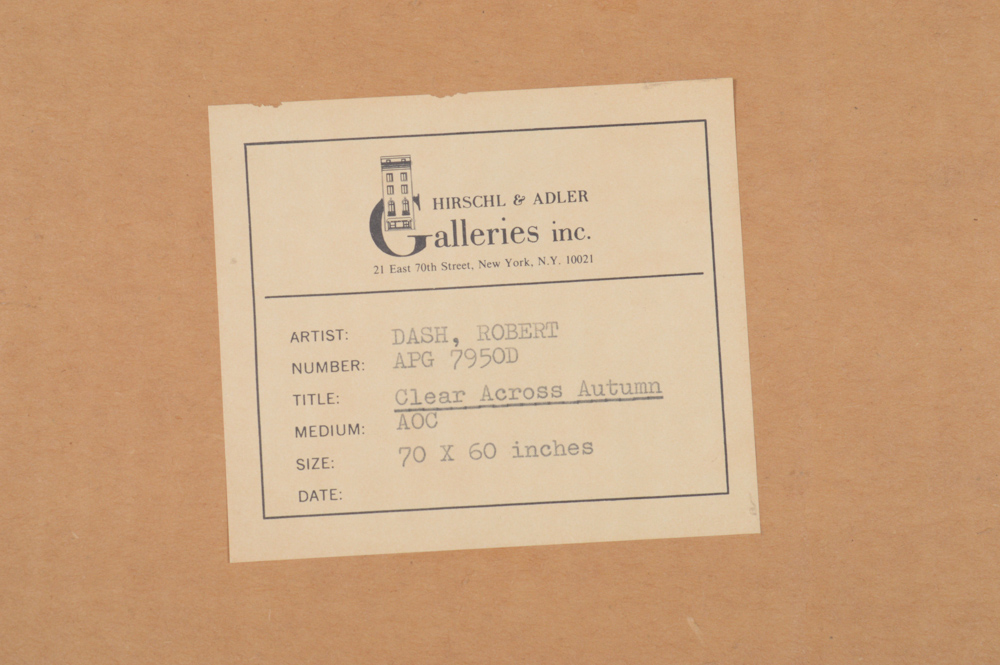 HIRSCHL & ADLER
Galleries inc.
21 East 70th Street, New York, N.Y. 10021
ARTIST: DASH, ROBERT
NUMBER: APG 7950D
TITLE: Clear Across Autumn
MEDIUM: AOC
SIZE: 70 X 60 inches
DATE: